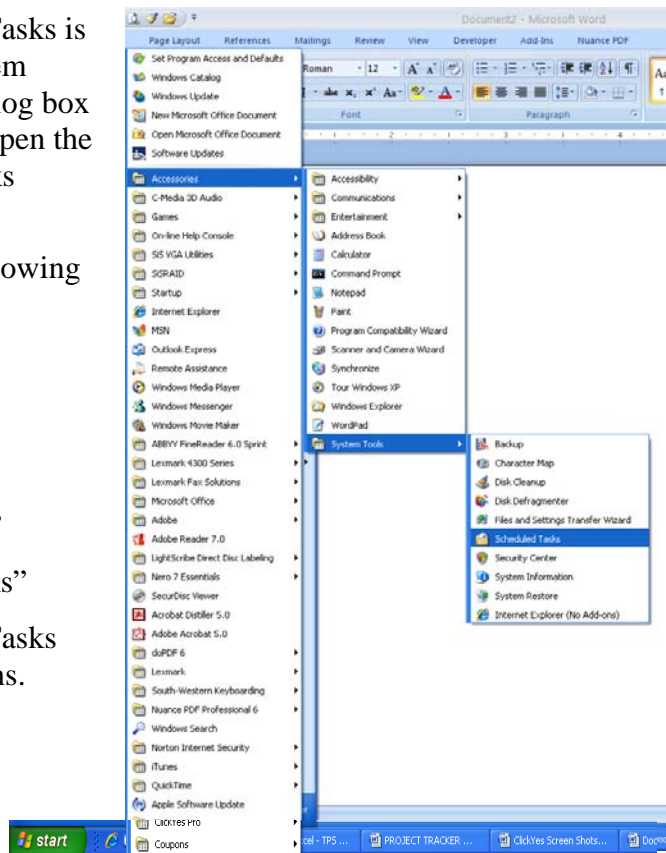 Tasks is
em
log box
pen the
ks
owing
s”
Tasks
ns.
Document2 - Microsoft Word
Page Layout References Mailings Review View Developer Add-Ins Nuance PDF
Roman 12
Font Paragraph
Set Program Access and Defaults
Windows Catalog
Windows Update
New Microsoft Office Document
Open Microsoft Office Document
Software Updates
Accessories
C-Media 3D Audio
Games
On-line Help Console
SiS VGA Utilities
SiSRAID
Startup
Internet Explorer
MSN
Outlook Express
Remote Assistance
Windows Media Player
Windows Messenger
Windows Movie Maker
ABBYY FineReader 6.0 Sprint
Lexmark 4300 Series
Lexmark Fax Solutions
Microsoft Office
Adobe
Adobe Reader 7.0
LightScribe Direct Disc Labeling
Nero 7 Essentials
SecurDisc Viewer
Acrobat Distiller 5.0
Adobe Acrobat 5.0
doPDF 6
Lexmark
South-Western Keyboarding
Nuance PDF Professional 6
Windows Search
Norton Internet Security
iTunes
QuickTime
Apple Software Update
ClickYes Pro
Coupons
Accessibility
Communications
Entertainment
Address Book
Calculator
Command Prompt
Notepad
Paint
Program Compatibility Wizard
Scanner and Camera Wizard
Synchronize
Tour Windows XP
Windows Explorer
WordPad
System Tools
Backup
Character Map
Disk Cleanup
Disk Defragmenter
Files and Settings Transfer Wizard
Scheduled Tasks
Security Center
System Information
System Restore
Internet Explorer (No Add-ons)
start
cel - TPS ... PROJECT TRACKER ... ClickYes Screen Shots... Doc